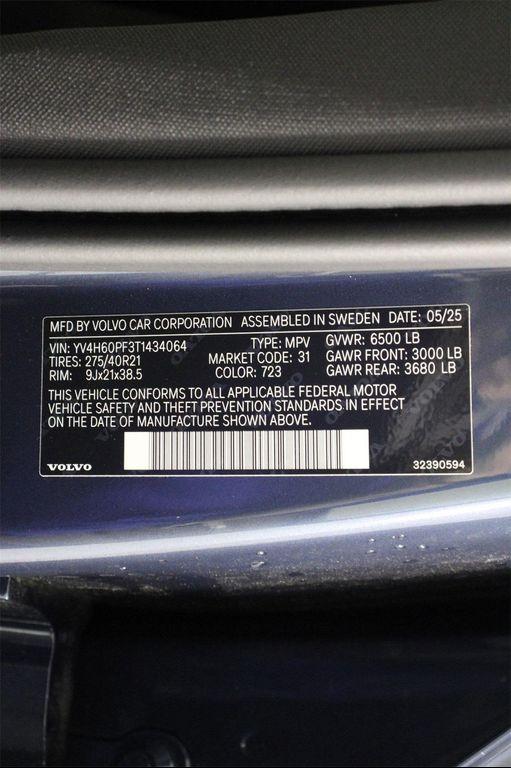 MFD BY VOLVO CAR CORPORATION ASSEMBLED IN SWEDEN DATE: 05/25
VIN: YV4H60PF3T1434064 TYPE: MPV GVWR: 6500 LB
TIRES: 275/40R21 MARKET CODE: 31 GAWR FRONT: 3000 LB
RIM: 9Jx21x38.5 COLOR: 723 GAWR REAR: 3680 LB
THIS VEHICLE CONFORMS TO ALL APPLICABLE FEDERAL MOTOR
VEHICLE SAFETY AND THEFT PREVENTION STANDARDS IN EFFECT
ON THE DATE OF MANUFACTURE SHOWN ABOVE.
VOLVO 32390594